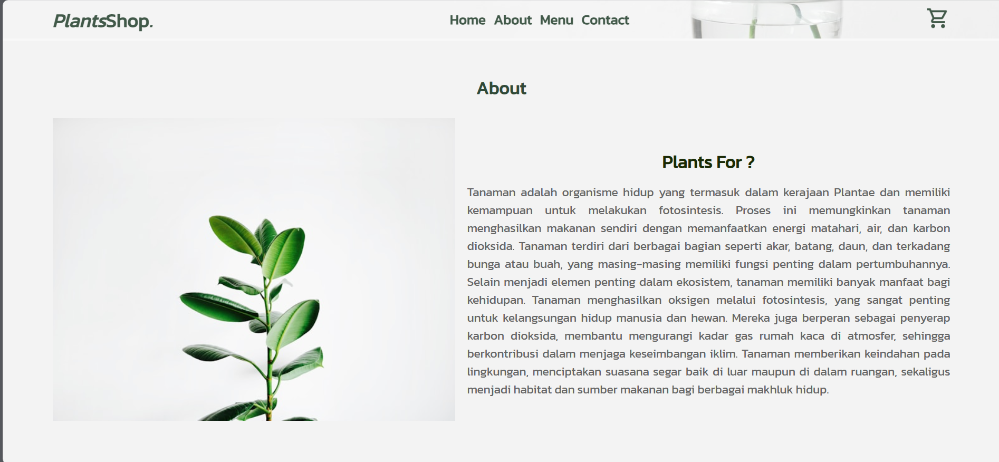 PlantsShop.
Home About Menu Contact
About
Plants For ?
Tanaman adalah organisme hidup yang termasuk dalam kerajaan Plantae dan memiliki
kemampuan untuk melakukan fotosintesis. Proses ini memungkinkan tanaman
menghasilkan makanan sendiri dengan memanfaatkan energi matahari, air, dan karbon
dioksida. Tanaman terdiri dari berbagai bagian seperti akar, batang, daun, dan terkadang
bunga atau buah, yang masing-masing memiliki fungsi penting dalam pertumbuhannya.
Selain menjadi elemen penting dalam ekosistem, tanaman memiliki banyak manfaat bagi
kehidupan. Tanaman menghasilkan oksigen melalui fotosintesis, yang sangat penting
untuk kelangsungan hidup manusia dan hewan. Mereka juga berperan sebagai penyerap
karbon dioksida, membantu mengurangi kadar gas rumah kaca di atmosfer, sehingga
berkontribusi dalam menjaga keseimbangan iklim. Tanaman memberikan keindahan pada
lingkungan, menciptakan suasana segar baik di luar maupun di dalam ruangan, sekaligus
menjadi habitat dan sumber makanan bagi berbagai makhluk hidup.